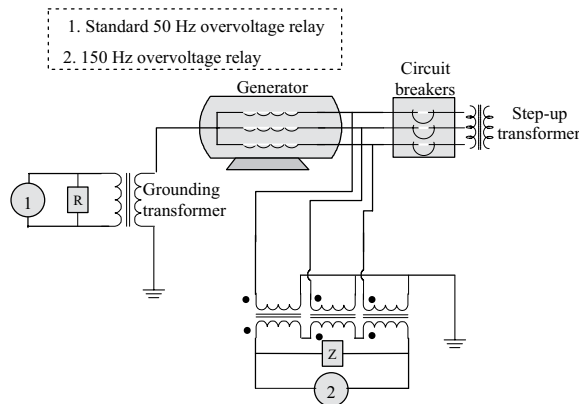 1. Standard 50 Hz overvoltage relay
2. 150 Hz overvoltage relay
Generator
Circuit
breakers
Step-up
transformer
Grounding
transformer
1
R
Z
2